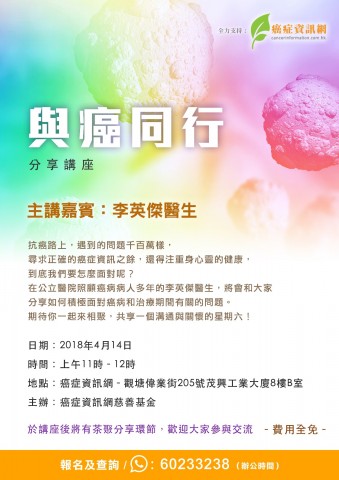 全力支持：
癌症資訊網
cancerinformation.com.hk
與癌同行
分享講座
主講嘉賓：李英傑醫生
抗癌路上，遇到的問題千百萬樣，
尋求正確的癌症資訊之餘，還得注重身心靈的健康，
到底我們要怎麼面對呢？
在公立醫院照顧癌病病人多年的李英傑醫生，將會和大家
分享如何積極面對癌病和治療期間有關的問題。
期待你一起來相聚，共享一個溝通與關懷的星期六！
日期：2018年4月14日
時間：上午11時 - 12時
地點：癌症資訊網 - 觀塘偉業街205號茂興工業大廈8樓B室
主辦：癌症資訊網慈善基金
於講座後將有茶聚分享環節，歡迎大家參與交流 - 費用全免 -
報名及查詢 / : 60233238（辦公時間）